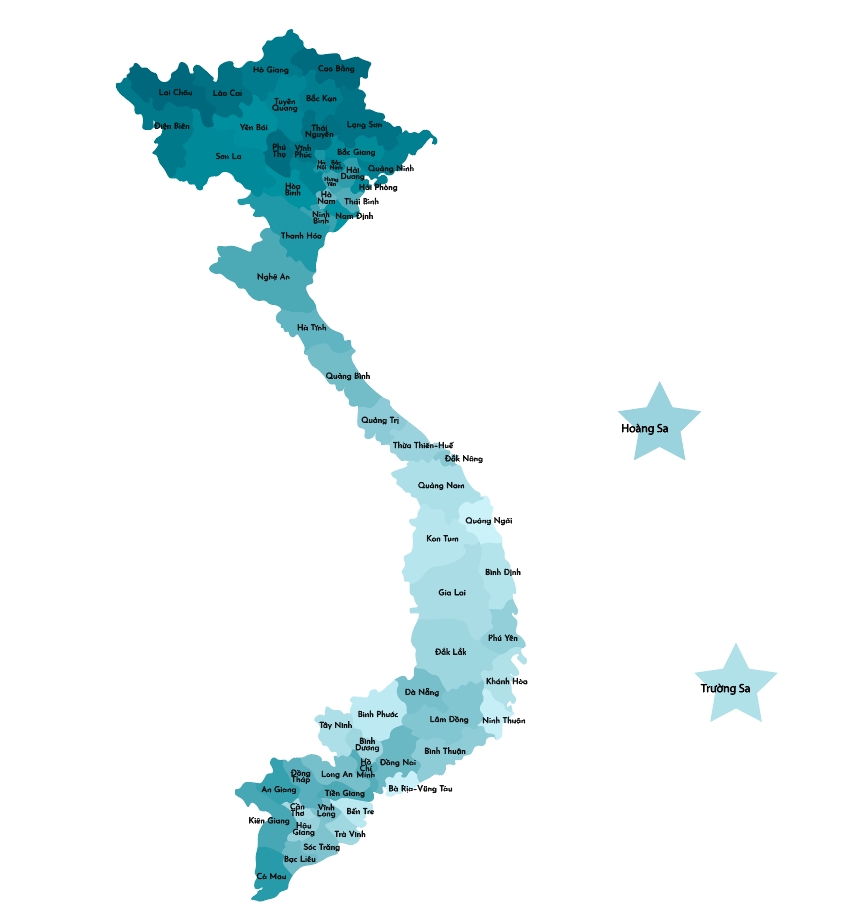 Hà Giang
Cao Bằng
Lai Châu
Lào Cai
Bắc Kạn
Tuyên
Quang
Điện Biên
Yên Bái
Thái
Nguyên
Lạng Sơn
Sơn La
Phú
Thọ
Vĩnh
Phúc
Bắc Giang
Hà
Nội
Bắc
Ninh
Quảng Ninh
Hải
Dương
Hưng
Yên
Hải Phòng
Hòa
Bình
Hà
Nam
Thái Bình
Ninh
Bình
Nam Định
Thanh Hóa
Nghệ An
Hà Tĩnh
Quảng Bình
Quảng Trị
Thừa Thiên-Huế
Đắk Nông
Hoàng Sa
Quảng Nam
Quảng Ngãi
Kon Tum
Bình Định
Gia Lai
Phú Yên
Đắk Lắk
Khánh Hòa
Trường Sa
Đà Nẵng
Bình Phước
Lâm Đồng
Ninh Thuận
Tây Ninh
Bình
Dương
Bình Thuận
Hồ
Chí
Minh
Đồng Nai
Đồng
Tháp
Long An
An Giang
Tiền Giang
Bà Rịa-Vũng Tàu
Cần
Thơ
Vĩnh
Long
Bến Tre
Kiên Giang
Hậu
Giang
Trà Vinh
Sóc Trăng
Bạc Liêu
Cà Mau